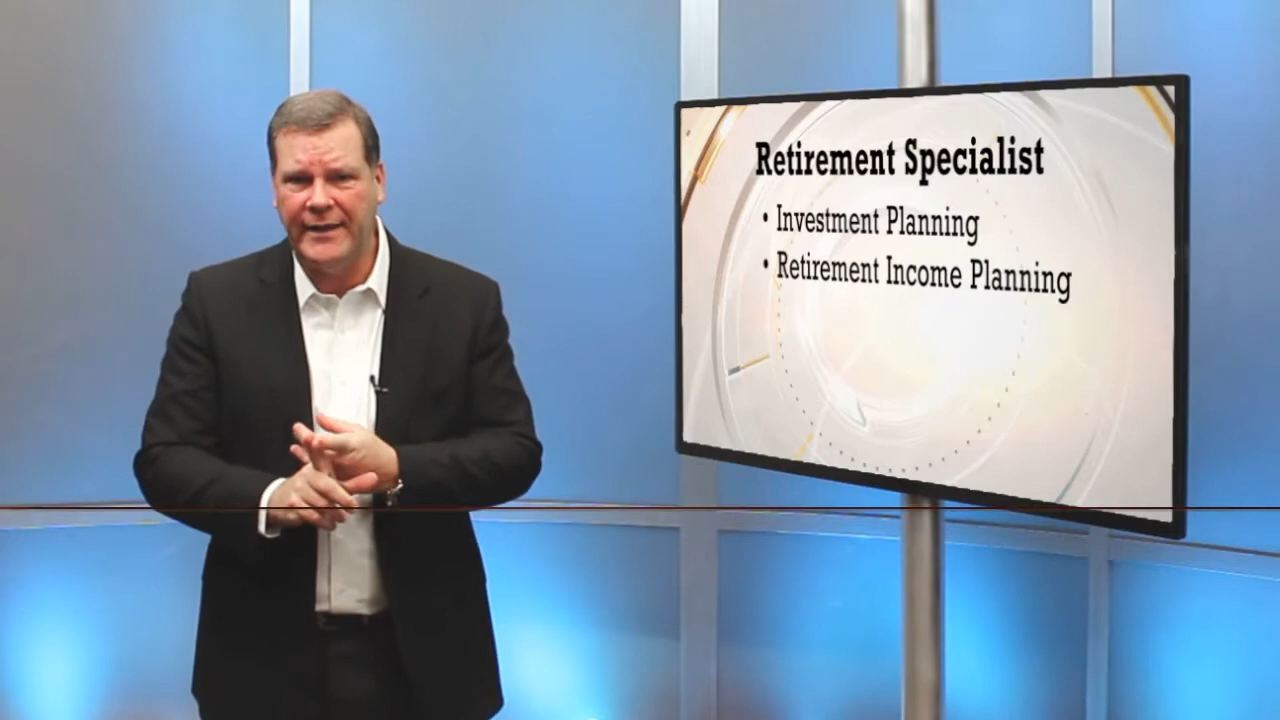 Retirement Specialist
• Investment Planning
• Retirement Income Planning